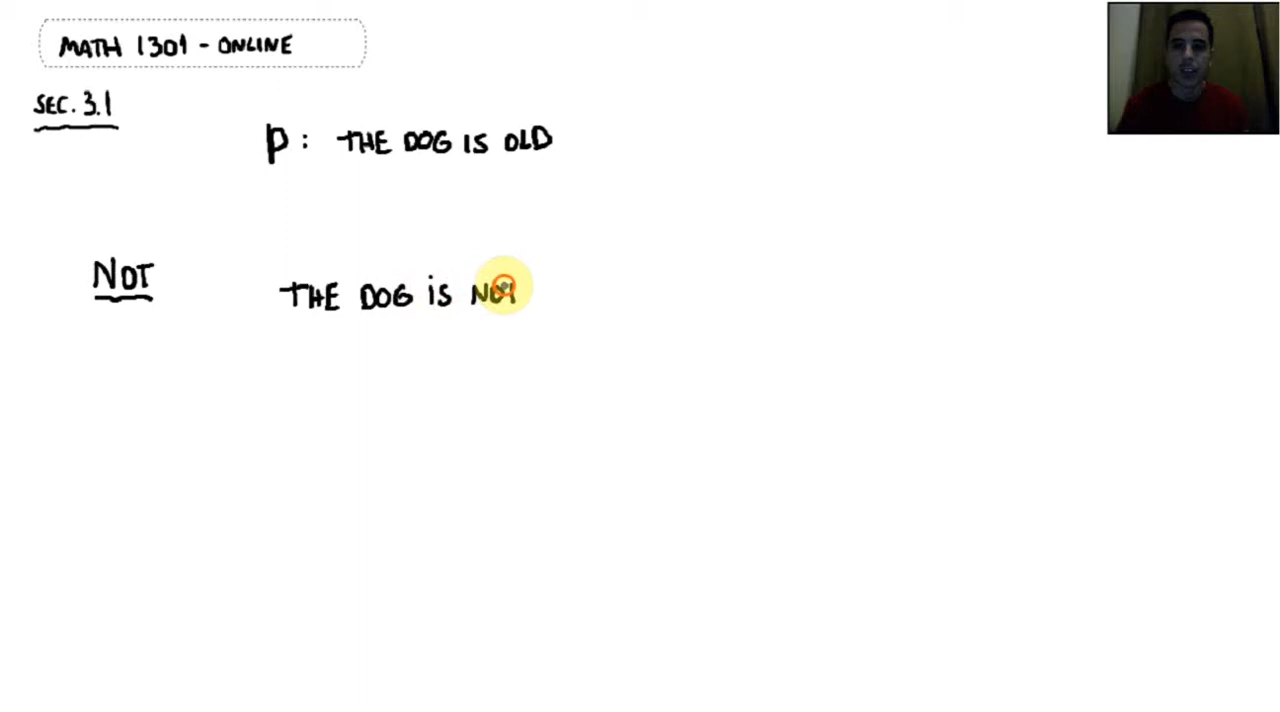 MATH 1301 - ONLINE
SEC. 3.1
p: THE DOG IS OLD
NOT THE DOG IS NOT